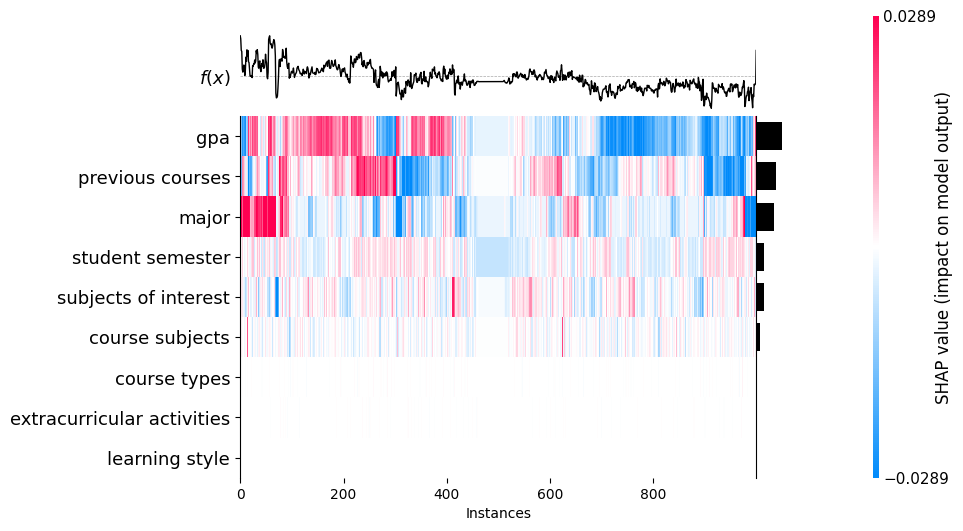 0.0289
f(x)
gpa
previous courses
major
student semester
subjects of interest
course subjects
course types
extracurricular activities
learning style
0 200 400 600 800
Instances
SHAP value (impact on model output)
−0.0289